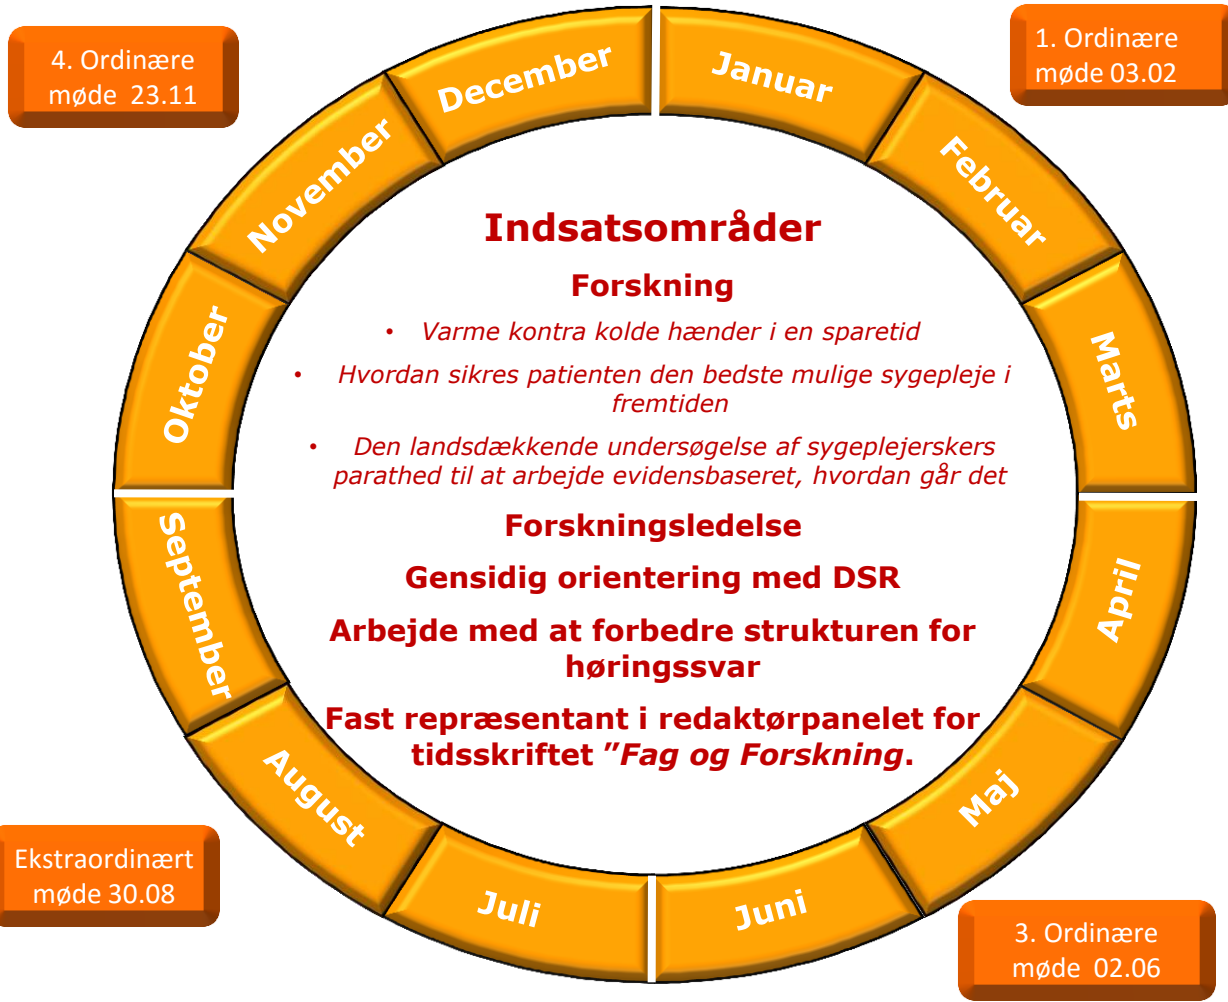 4. Ordinære
møde 23.11
1. Ordinære
møde 03.02
December
Januar
November
Februar
Oktober
Marts
Indsatsområder
Forskning
• Varme kontra kolde hænder i en sparetid
• Hvordan sikres patienten den bedste mulige sygepleje i
fremtiden
• Den landsdækkende undersøgelse af sygeplejerskers
parathed til at arbejde evidensbaseret, hvordan går det
Forskningsledelse
Gensidig orientering med DSR
Arbejde med at forbedre strukturen for
høringssvar
Fast repræsentant i redaktørpanelet for
tidsskriftet ”Fag og Forskning.
September
April
August
Maj
Juli
Juni
Ekstraordinært
møde 30.08
3. Ordinære
møde 02.06